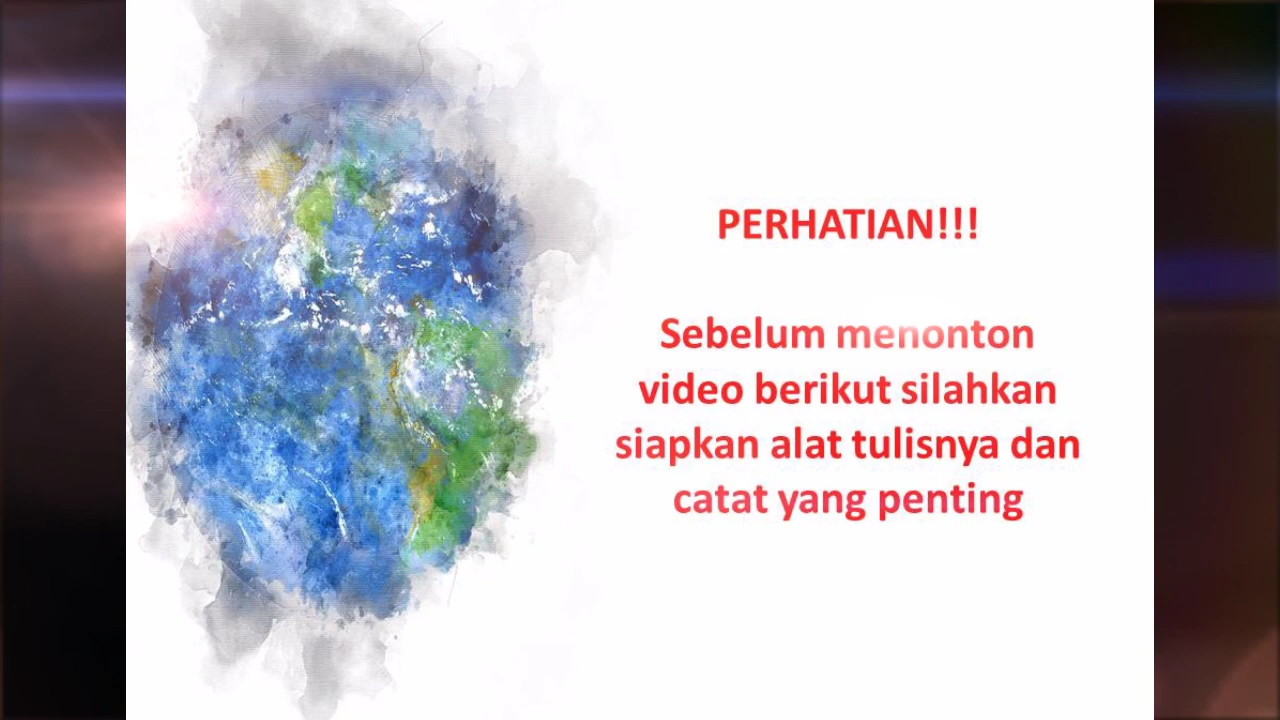 PERHATIAN!!!
Sebelum menonton
video berikut silahkan
siapkan alat tulisnya dan
catat yang penting